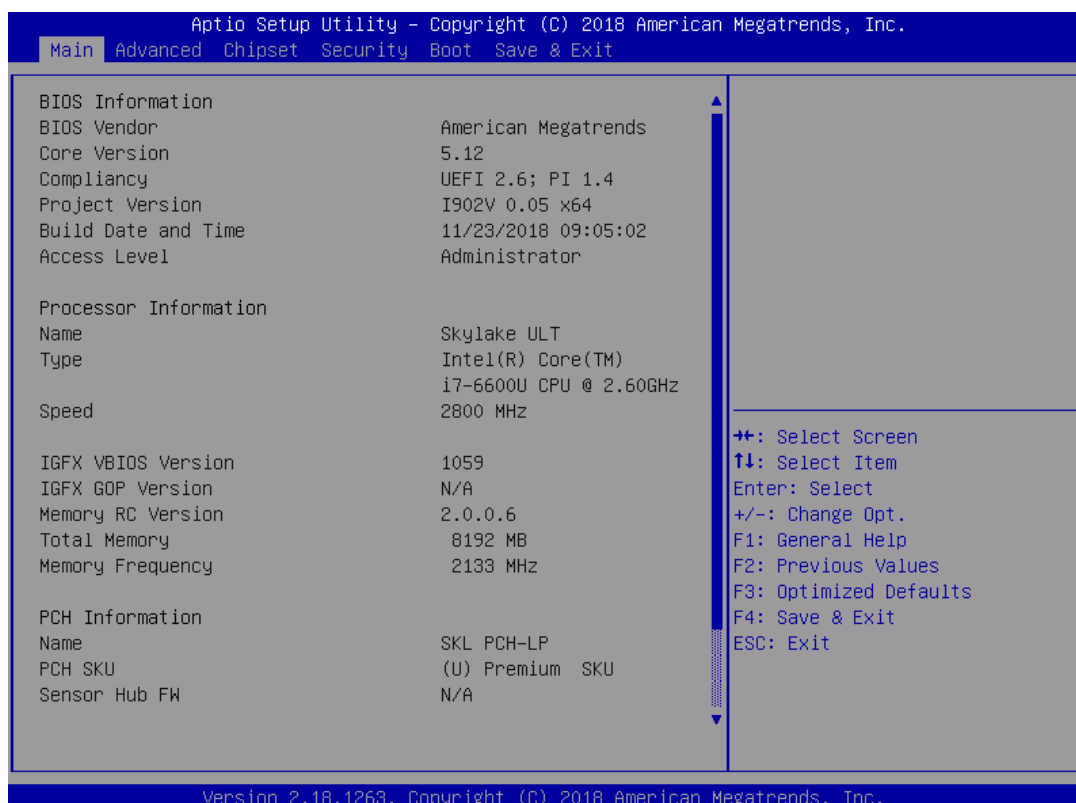 Aptio Setup Utility – Copyright (C) 2018 American Megatrends, Inc.
Main Advanced Chipset Security Boot Save & Exit
BIOS Information
BIOS Vendor American Megatrends
Core Version 5.12
Compliancy UEFI 2.6; PI 1.4
Project Version I902V 0.05 x64
Build Date and Time 11/23/2018 09:05:02
Access Level Administrator
Processor Information
Name Skylake ULT
Type Intel(R) Core(TM)
i7-6600U CPU @ 2.60GHz
Speed 2800 MHz
IGFX VBIOS Version 1059
IGFX GOP Version N/A
Memory RC Version 2.0.0.6
Total Memory 8192 MB
Memory Frequency 2133 MHz
PCH Information
Name SKL PCH-LP
PCH SKU (U) Premium SKU
Sensor Hub FW N/A
→←: Select Screen
↑↓: Select Item
Enter: Select
+/-: Change Opt.
F1: General Help
F2: Previous Values
F3: Optimized Defaults
F4: Save & Exit
ESC: Exit
Version 2.18.1263. Copyright (C) 2018 American Megatrends, Inc.